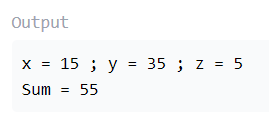 Output
x = 15 ; y = 35 ; z = 5
Sum = 55